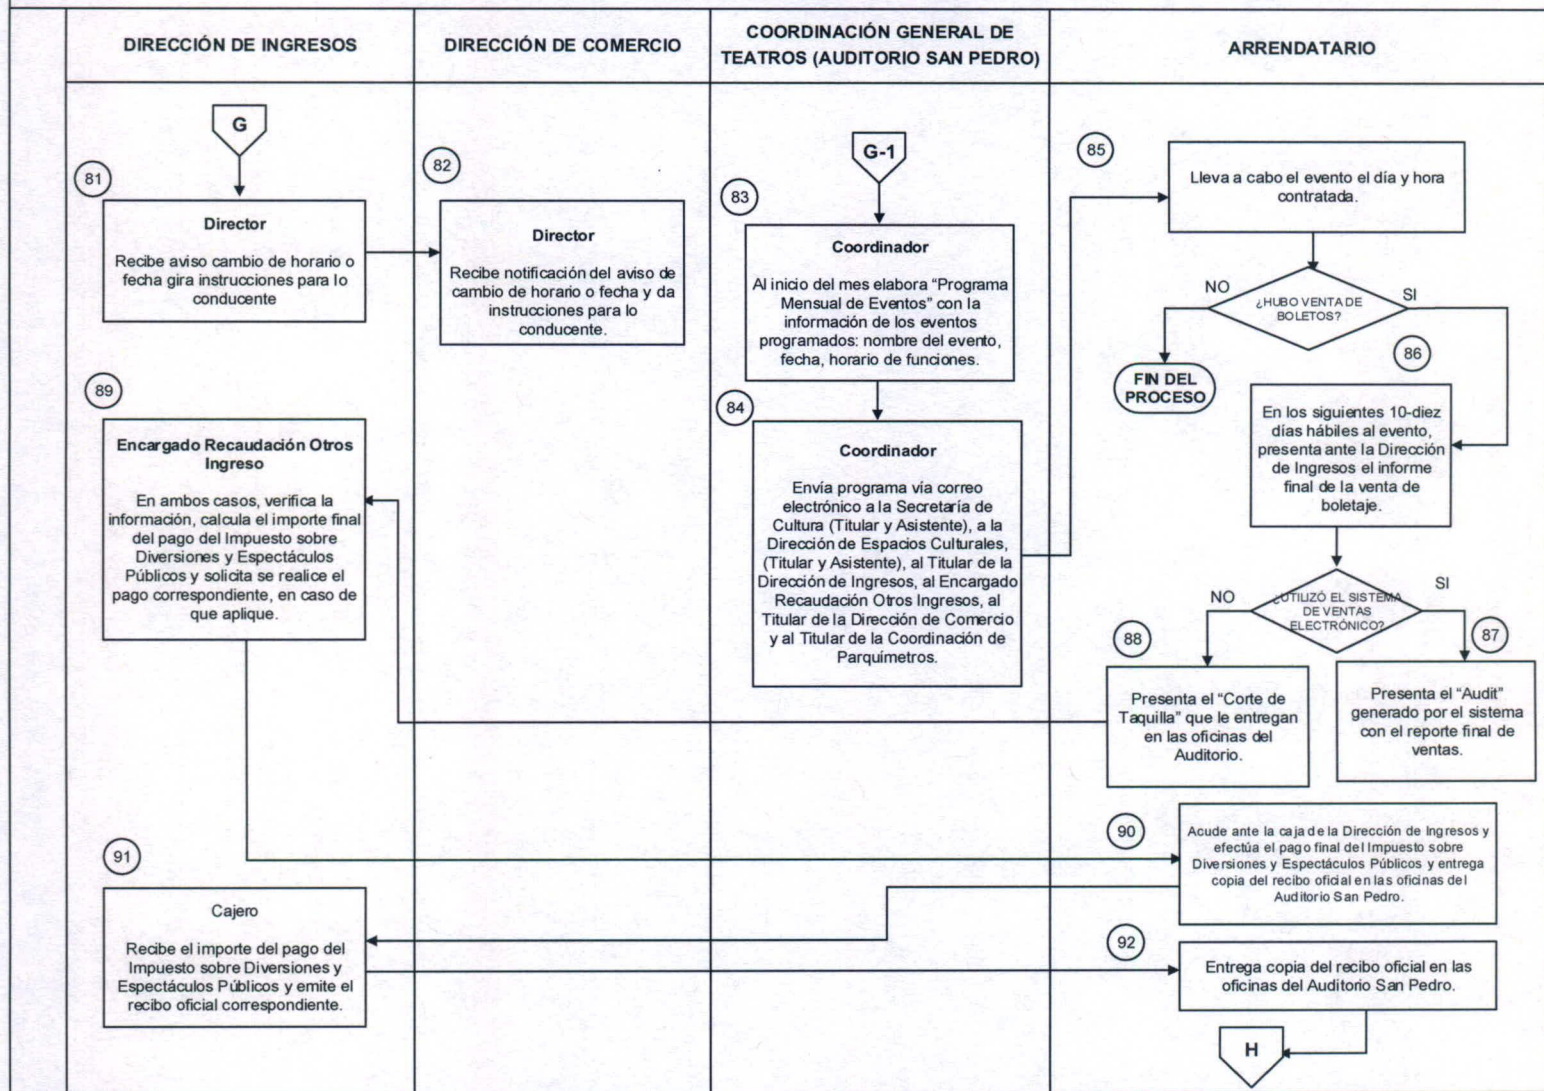 DIRECCIÓN DE INGRESOS
DIRECCIÓN DE COMERCIO
COORDINACIÓN GENERAL DE
TEATROS (AUDITORIO SAN PEDRO)
ARRENDATARIO
G
81
Director
Recibe aviso cambio de horario o
fecha gira instrucciones para lo
conducente
82
Director
Recibe notificación del aviso de
cambio de horario o fecha y da
instrucciones para lo
conducente.
G-1
83
Coordinador
Al inicio del mes elabora "Programa
Mensual de Eventos" con la
información de los eventos
programados: nombre del evento,
fecha, horario de funciones.
84
Coordinador
Envía programa vía correo
electrónico a la Secretaría de
Cultura (Titular y Asistente), a la
Dirección de Espacios Culturales,
(Titular y Asistente), al Titular de
la Dirección de Ingresos, al Encargado
Recaudación Otros Ingresos, al
Titular de la Dirección de Comercio
y al Titular de la Coordinación de
Parquímetros.
85
Lleva a cabo el evento el día y hora
contratada.
NO
¿HUBO VENTA DE
BOLETOS?
SI
FIN DEL
PROCESO
86
En los siguientes 10-diez
días hábiles al evento,
presenta ante la Dirección
de Ingresos el informe
final de la venta de
boletaje.
NO
¿UTILIZÓ EL SISTEMA
DE VENTAS
ELECTRÓNICO?
SI
87
Presenta el "Audit"
generado por el sistema
con el reporte final de
ventas.
88
Presenta el "Corte de
Taquilla" que le entregan
en las oficinas del
Auditorio.
89
Encargado Recaudación Otros
Ingreso
En ambos casos, verifica la
información, calcula el importe final
del pago del Impuesto sobre
Diversiones y Espectáculos
Públicos y solicita se realice el
pago correspondiente, en caso de
que aplique.
90
Acude ante la caja de la Dirección de Ingresos y
efectúa el pago final del Impuesto sobre
Diversiones y Espectáculos Públicos y entrega
copia del recibo oficial en las oficinas del
Auditorio San Pedro.
91
Cajero
Recibe el importe del pago del
Impuesto sobre Diversiones y
Espectáculos Públicos y emite el
recibo oficial correspondiente.
92
Entrega copia del recibo oficial en las
oficinas del Auditorio San Pedro.
H